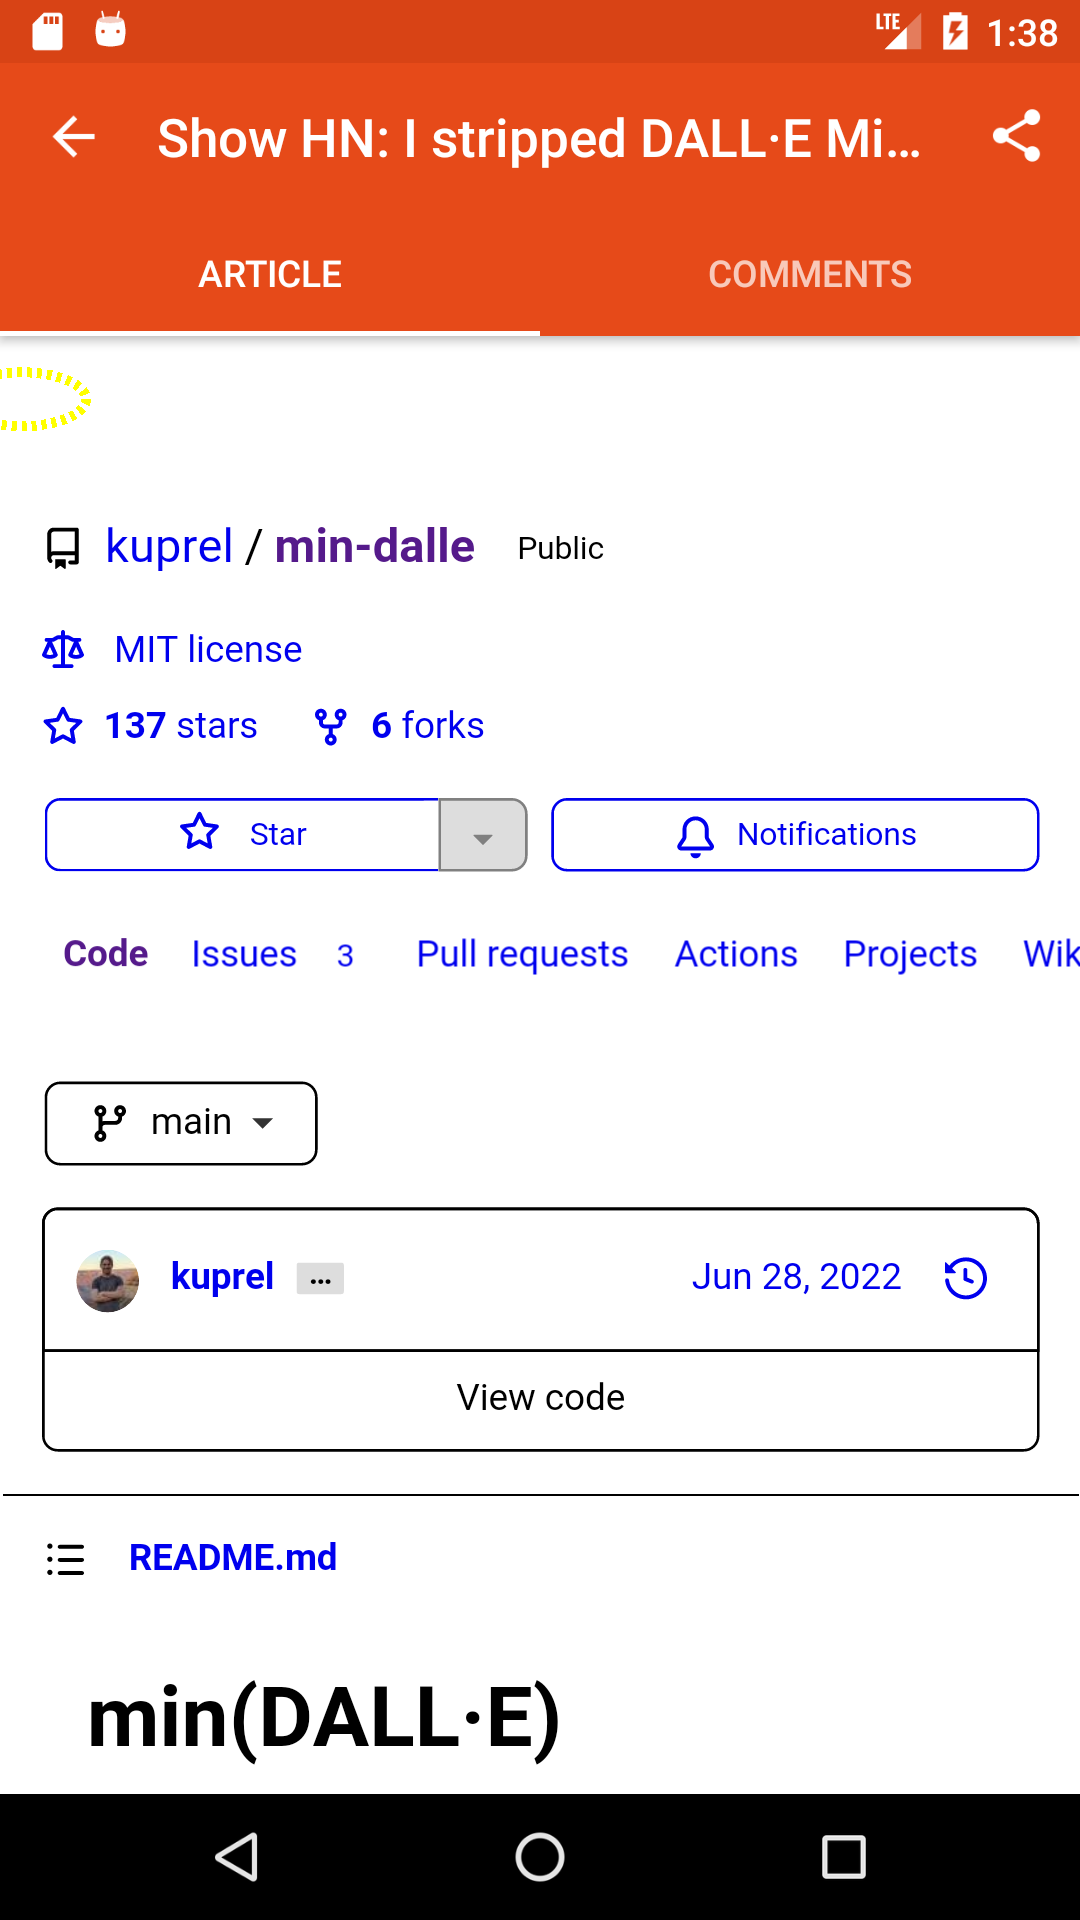 LTE 1:38
Show HN: I stripped DALL·E Mi...
ARTICLE COMMENTS
kuprel / min-dalle Public
MIT license
137 stars 6 forks
Star Notifications
Code Issues 3 Pull requests Actions Projects Wik
main
kuprel ... Jun 28, 2022
View code
README.md
min(DALL·E)